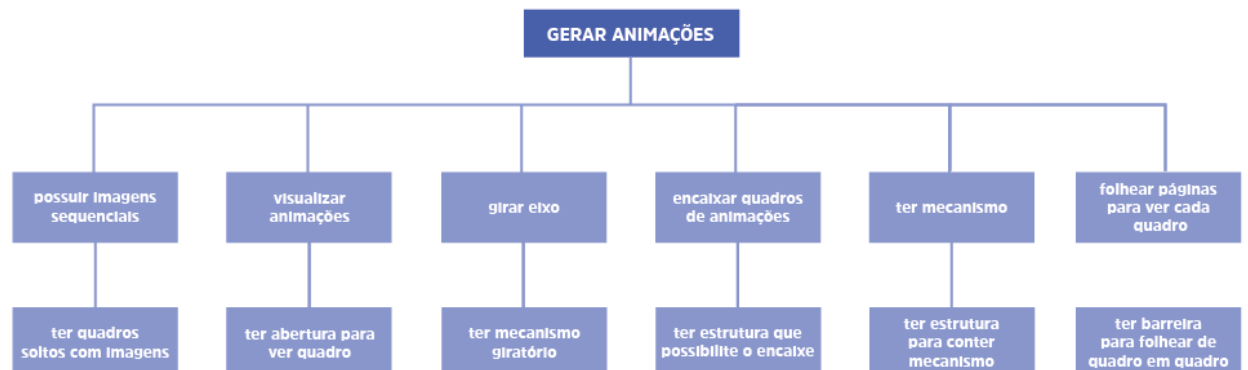 GERAR ANIMAÇÕES
possuir imagens
sequenciais
visualizar
animações
girar eixo
encaixar quadros
de animações
ter mecanismo
folhear páginas
para ver cada
quadro
ter quadros
soltos com imagens
ter abertura para
ver quadro
ter mecanismo
giratório
ter estrutura que
possibilite o encaixe
ter estrutura
para conter
mecanismo
ter barreira
para folhear de
quadro em quadro